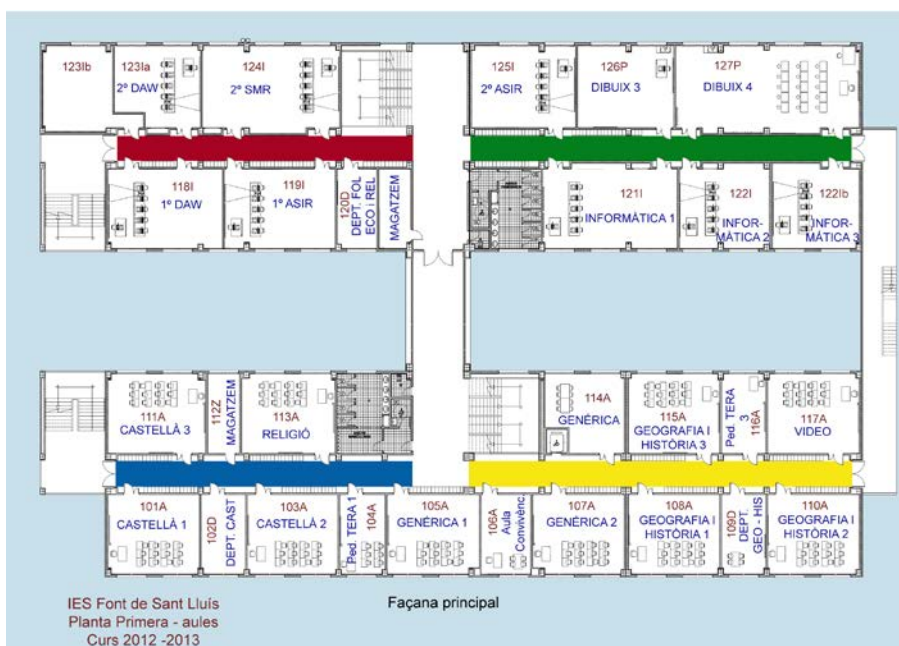 123Ib
123Ia
2º DAW
124I
2º SMR
125I
2º ASIR
126P
DIBUIX 3
127P
DIBUIX 4
118I
1º DAW
119I
1º ASIR
120D
DEPT. FOL
ECO i REL
MAGATZEM
121I
INFORMÀTICA 1
122I
INFOR-
MÀTICA 2
122Ib
INFOR-
MÀTICA 3
111A
CASTELLÀ 3
112Z
MAGATZEM
113A
RELIGIÓ
114A
GENÉRICA
115A
GEOGRAFIA I
HISTÒRIA 3
Ped. TERA
3
116A
117A
VIDEO
101A
CASTELLÀ 1
102D
DEPT. CAST
103A
CASTELLÀ 2
Ped. TERA 1
104A
105A
GENÉRICA 1
106A
Aula
Convivènc.
107A
GENÉRICA 2
108A
GEOGRAFIA I
HISTÒRIA 1
109D
DEPT.
GEO - HIS
110A
GEOGRAFIA I
HISTÒRIA 2
IES Font de Sant Lluís
Planta Primera - aules
Curs 2012 -2013
Façana principal